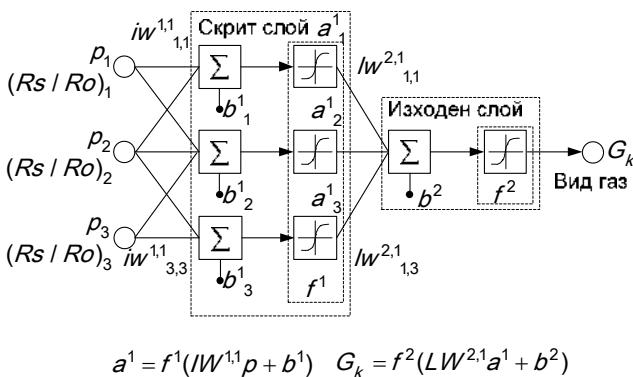 iw^{1,1}_{1,1} Скрит слой a^1_1
p_1 Σ lw^{2,1}_{1,1}
(Rs / Ro)_1
b^1_1 a^1_2 Изходен слой
p_2 Σ Σ G_k
(Rs / Ro)_2
b^1_2 a^1_3 b^2 f^2 Вид газ
p_3 Σ lw^{2,1}_{1,3}
(Rs / Ro)_3 iw^{1,1}_{3,3}
b^1_3 f^1
a^1 = f^1(IW^{1,1}p + b^1) G_k = f^2(LW^{2,1}a^1 + b^2)